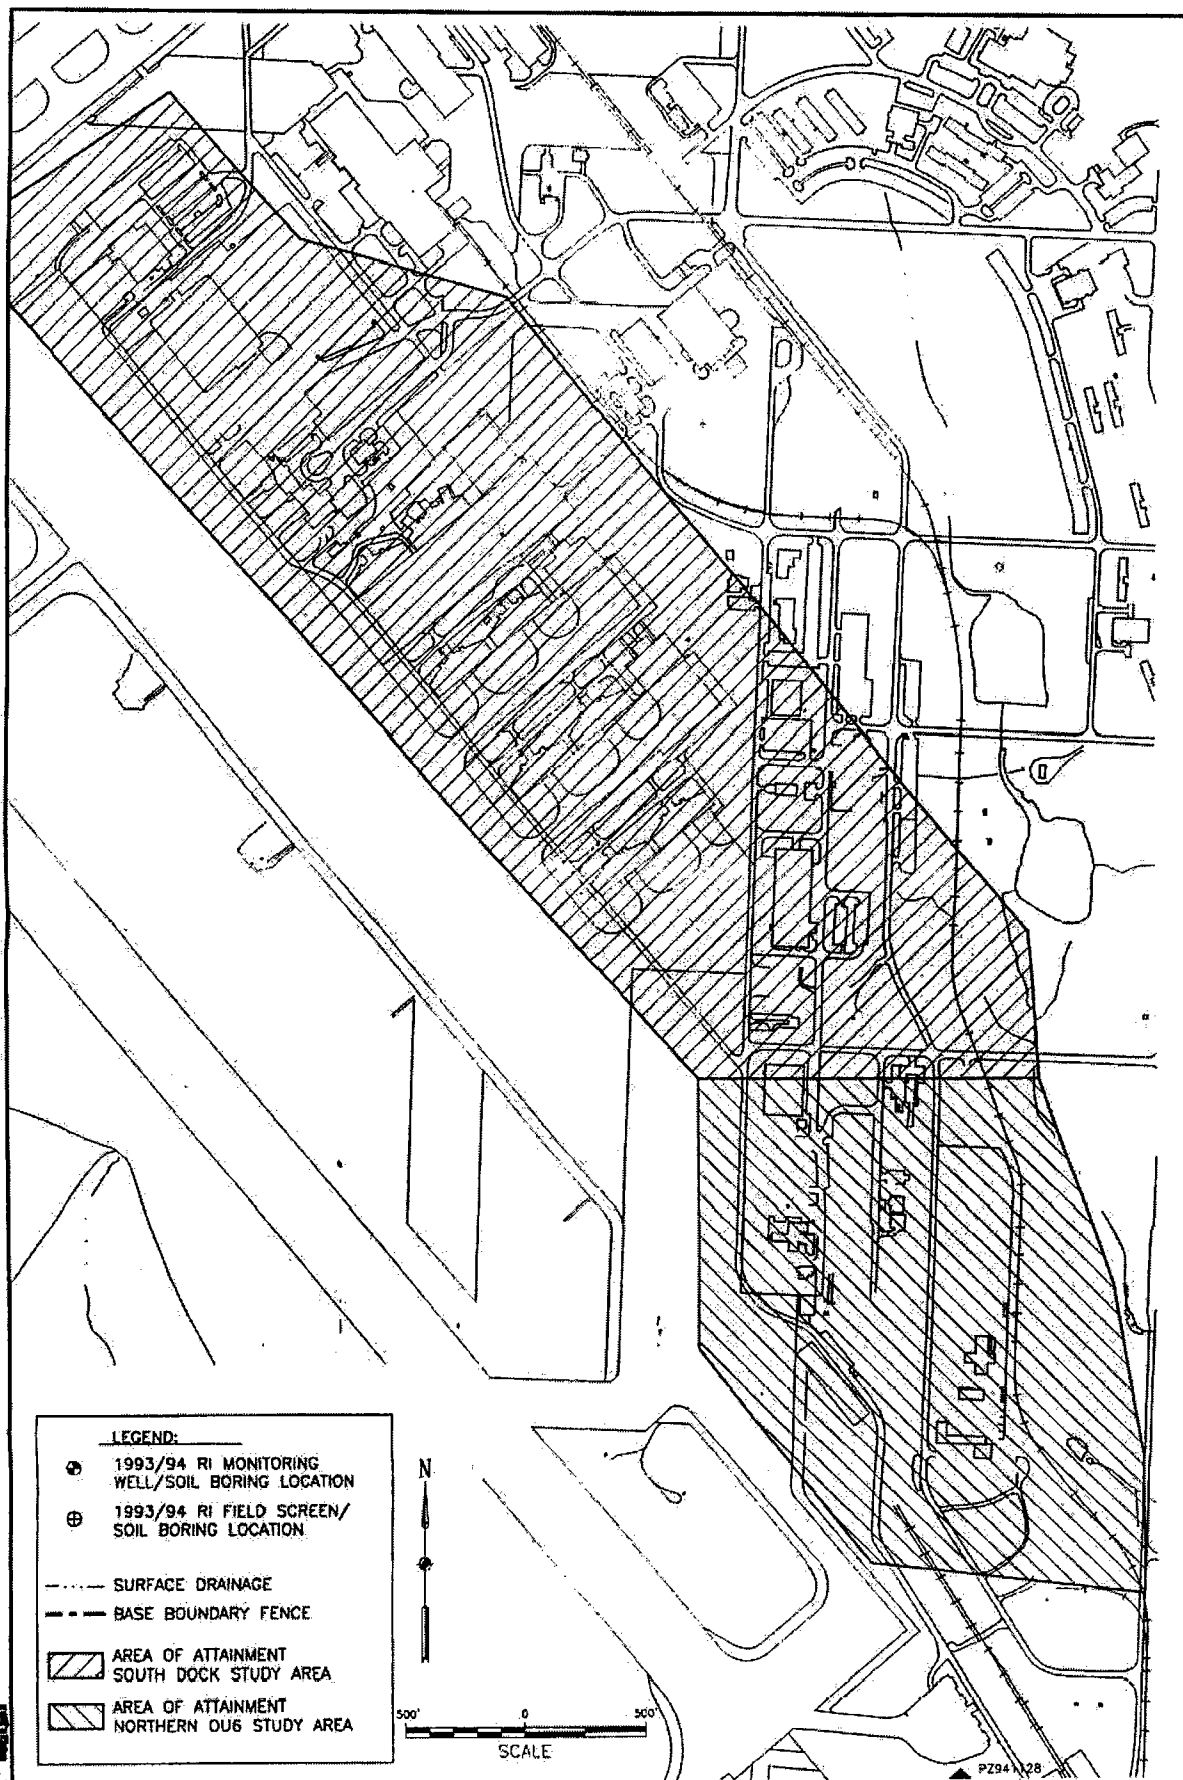 LEGEND:
1993/94 RI MONITORING
WELL/SOIL BORING LOCATION
1993/94 RI FIELD SCREEN/
SOIL BORING LOCATION
SURFACE DRAINAGE
BASE BOUNDARY FENCE
AREA OF ATTAINMENT
SOUTH DOCK STUDY AREA
AREA OF ATTAINMENT
NORTHERN OU6 STUDY AREA
N
500' 0 500'
SCALE
PZ941128